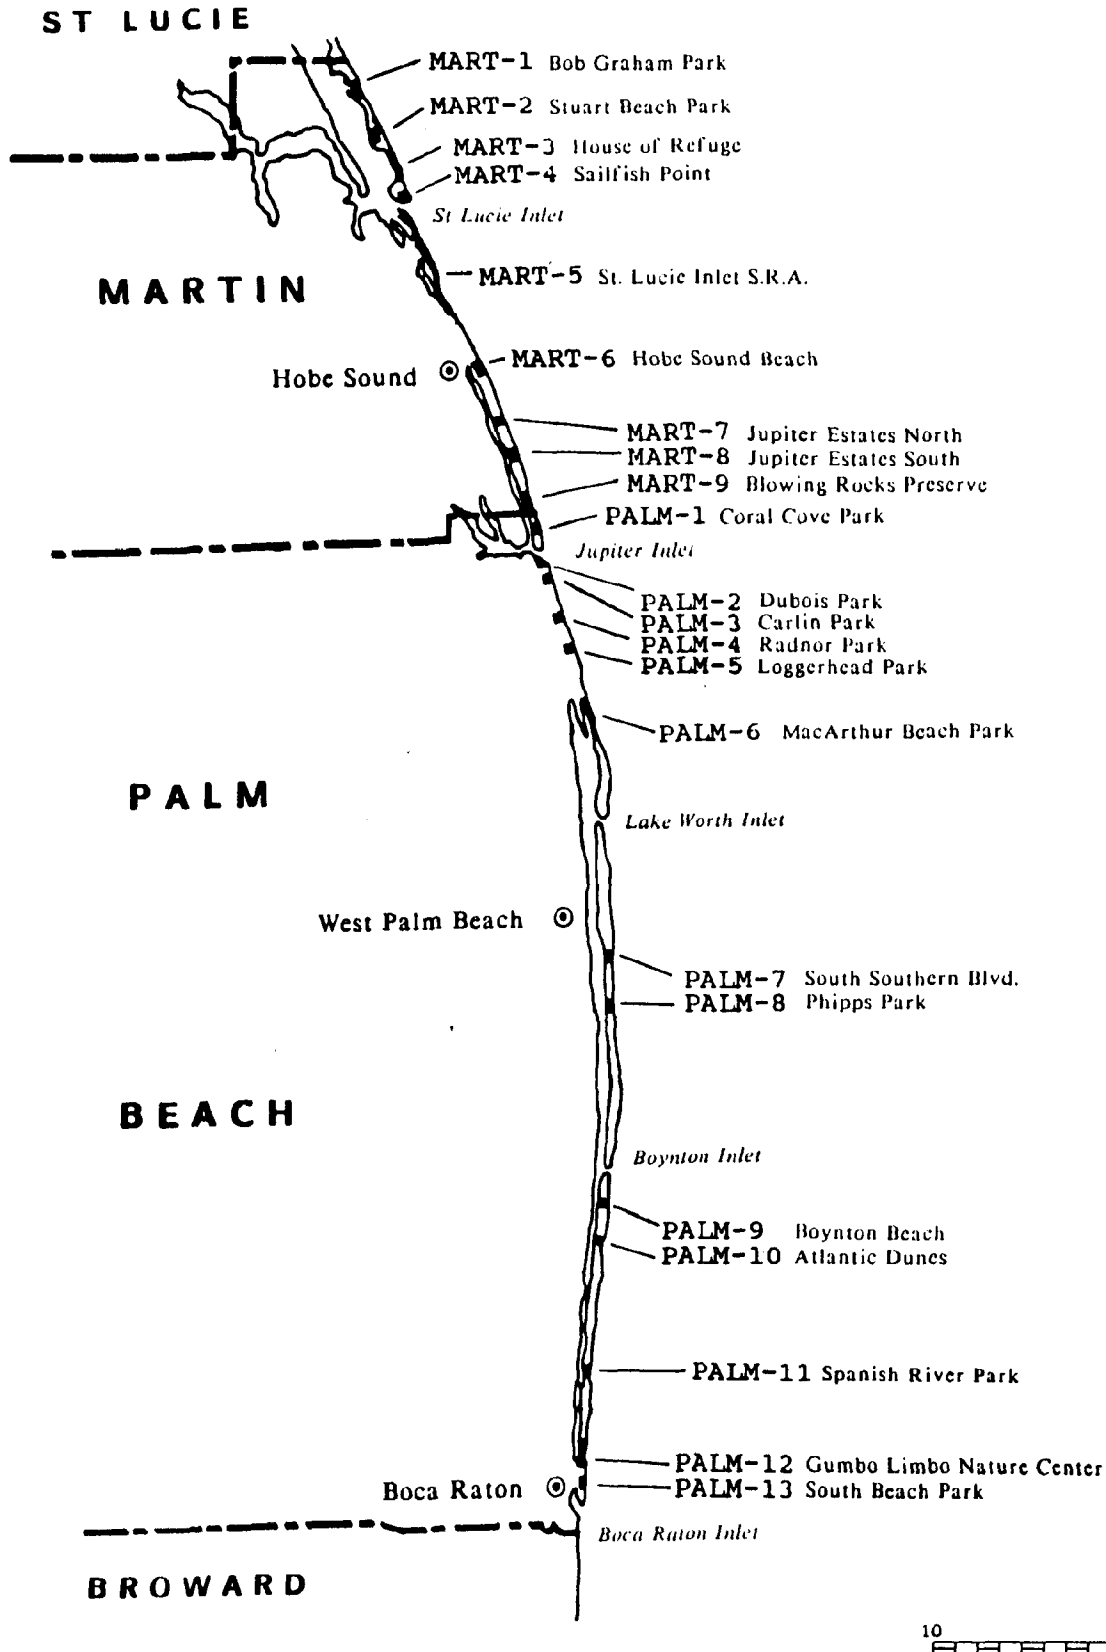 ST LUCIE
MART-1 Bob Graham Park
MART-2 Stuart Beach Park
MART-3 House of Refuge
MART-4 Sailfish Point
St Lucie Inlet
MARTIN
MART-5 St. Lucie Inlet S.R.A.
MART-6 Hobe Sound Beach
Hobe Sound
MART-7 Jupiter Estates North
MART-8 Jupiter Estates South
MART-9 Blowing Rocks Preserve
PALM-1 Coral Cove Park
Jupiter Inlet
PALM-2 Dubois Park
PALM-3 Carlin Park
PALM-4 Radnor Park
PALM-5 Loggerhead Park
PALM-6 MacArthur Beach Park
PALM
Lake Worth Inlet
West Palm Beach
PALM-7 South Southern Blvd.
PALM-8 Phipps Park
BEACH
Boynton Inlet
PALM-9 Boynton Beach
PALM-10 Atlantic Dunes
PALM-11 Spanish River Park
PALM-12 Gumbo Limbo Nature Center
Boca Raton
PALM-13 South Beach Park
Boca Raton Inlet
BROWARD
10